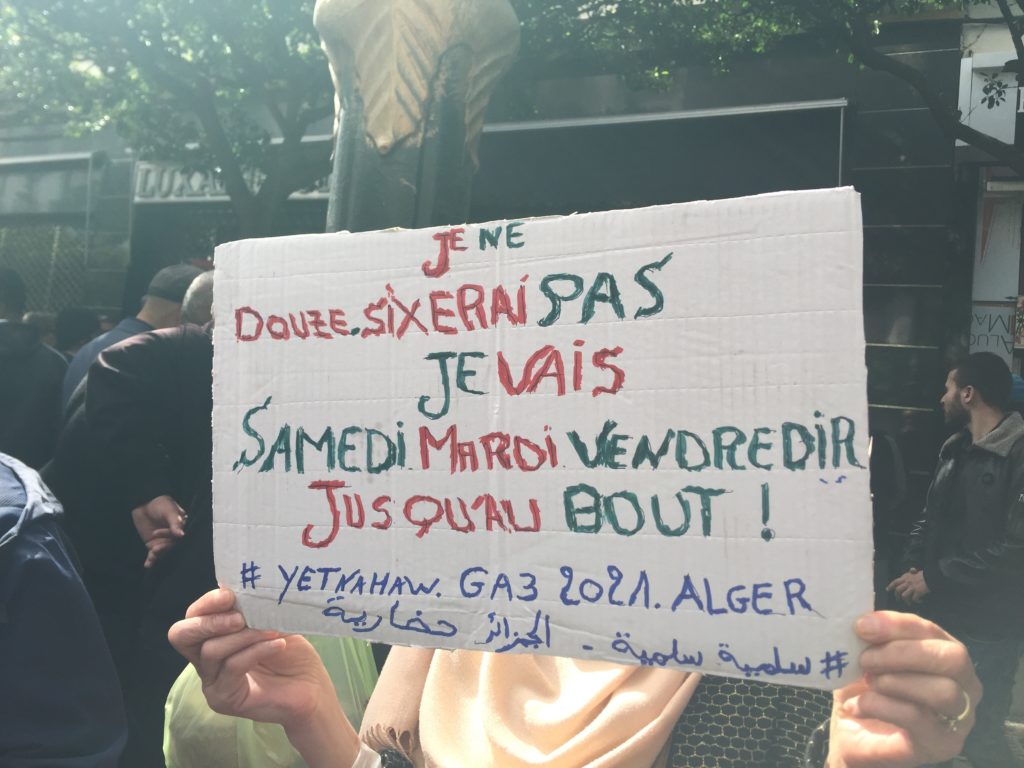 JE NE
DOUZE.SIXERAI PAS
JE VAIS
SAMEDI.MARDI.VENDREDIR
JUSQU'AU BOUT !
# YETNAHAW. GA3 2021. ALGER
# سلمية سلمية - الجزائر حضارية